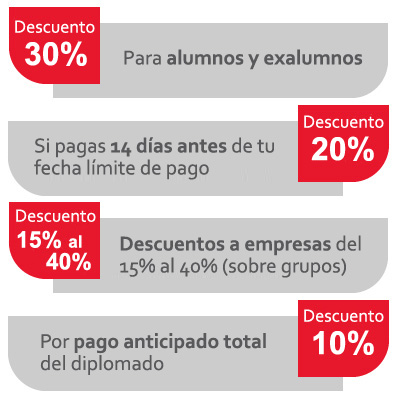 Descuento
30%
Para alumnos y exalumnos
Si pagas 14 días antes de tu
fecha límite de pago
Descuento
20%
Descuento
15% al
40%
Descuentos a empresas del
15% al 40% (sobre grupos)
Por pago anticipado total
del diplomado
Descuento
10%